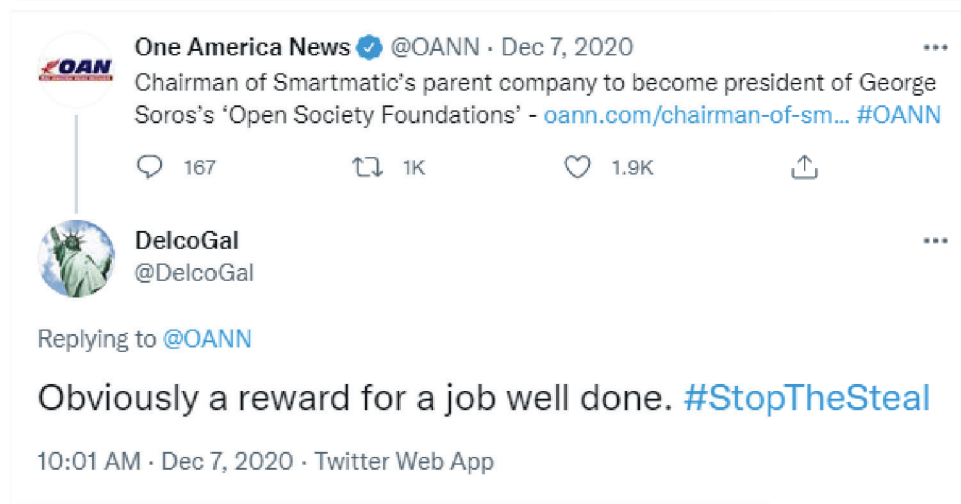 One America News @OANN · Dec 7, 2020
OAN
Chairman of Smartmatic's parent company to become president of George
Soros's ‘Open Society Foundations’ - oann.com/chairman-of-sm... #OANN
167 1K 1.9K
DelcoGal
@DelcoGal
Replying to @OANN
Obviously a reward for a job well done. #StopTheSteal
10:01 AM · Dec 7, 2020 · Twitter Web App